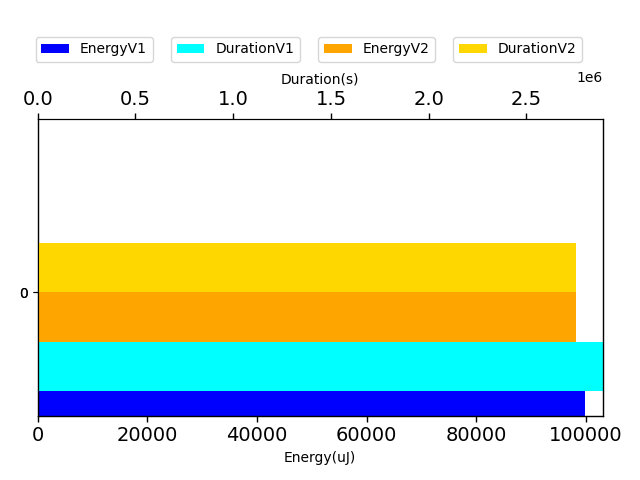 EnergyV1 DurationV1 EnergyV2 DurationV2
Duration(s)
1e6
0.0 0.5 1.0 1.5 2.0 2.5
0
0 20000 40000 60000 80000 100000
Energy(uJ)